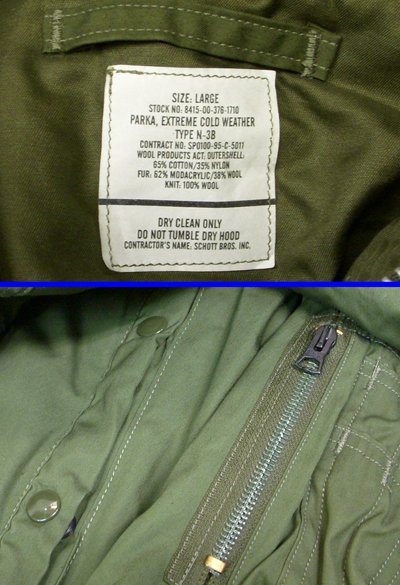 SIZE: LARGE
STOCK NO: 8415-00-376-1710
PARKA, EXTREME COLD WEATHER
TYPE N-3B
CONTRACT NO: SPO100-95-C-5011
WOOL PRODUCTS ACT: OUTERSHELL:
65% COTTON/35% NYLON
FUR: 62% MODACRYLIC/38% WOOL
KNIT: 100% WOOL
DRY CLEAN ONLY
DO NOT TUMBLE DRY HOOD
CONTRACTOR'S NAME: SCHOTT BROS. INC.